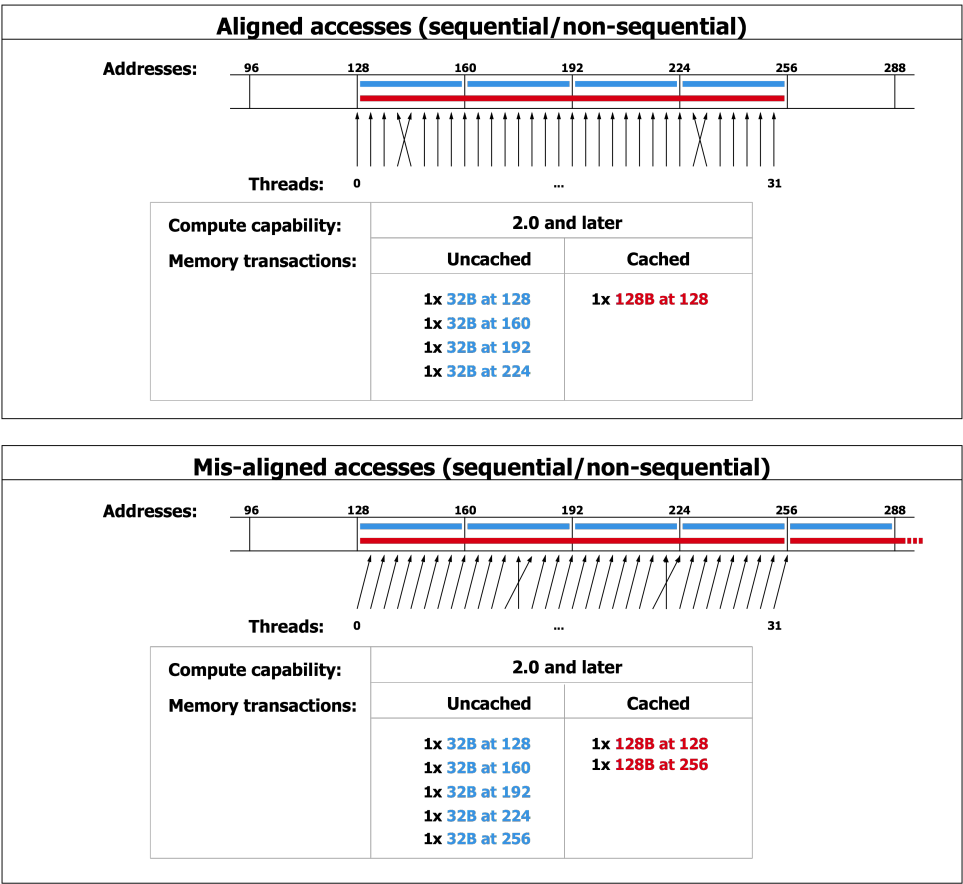 Aligned accesses (sequential/non-sequential)
Addresses: 96 128 160 192 224 256 288
Threads: 0 ... 31
Compute capability: 2.0 and later
Memory transactions: Uncached Cached
1x 32B at 128 1x 128B at 128
1x 32B at 160
1x 32B at 192
1x 32B at 224
Mis-aligned accesses (sequential/non-sequential)
Addresses: 96 128 160 192 224 256 288
Threads: 0 ... 31
Compute capability: 2.0 and later
Memory transactions: Uncached Cached
1x 32B at 128 1x 128B at 128
1x 32B at 160 1x 128B at 256
1x 32B at 192
1x 32B at 224
1x 32B at 256